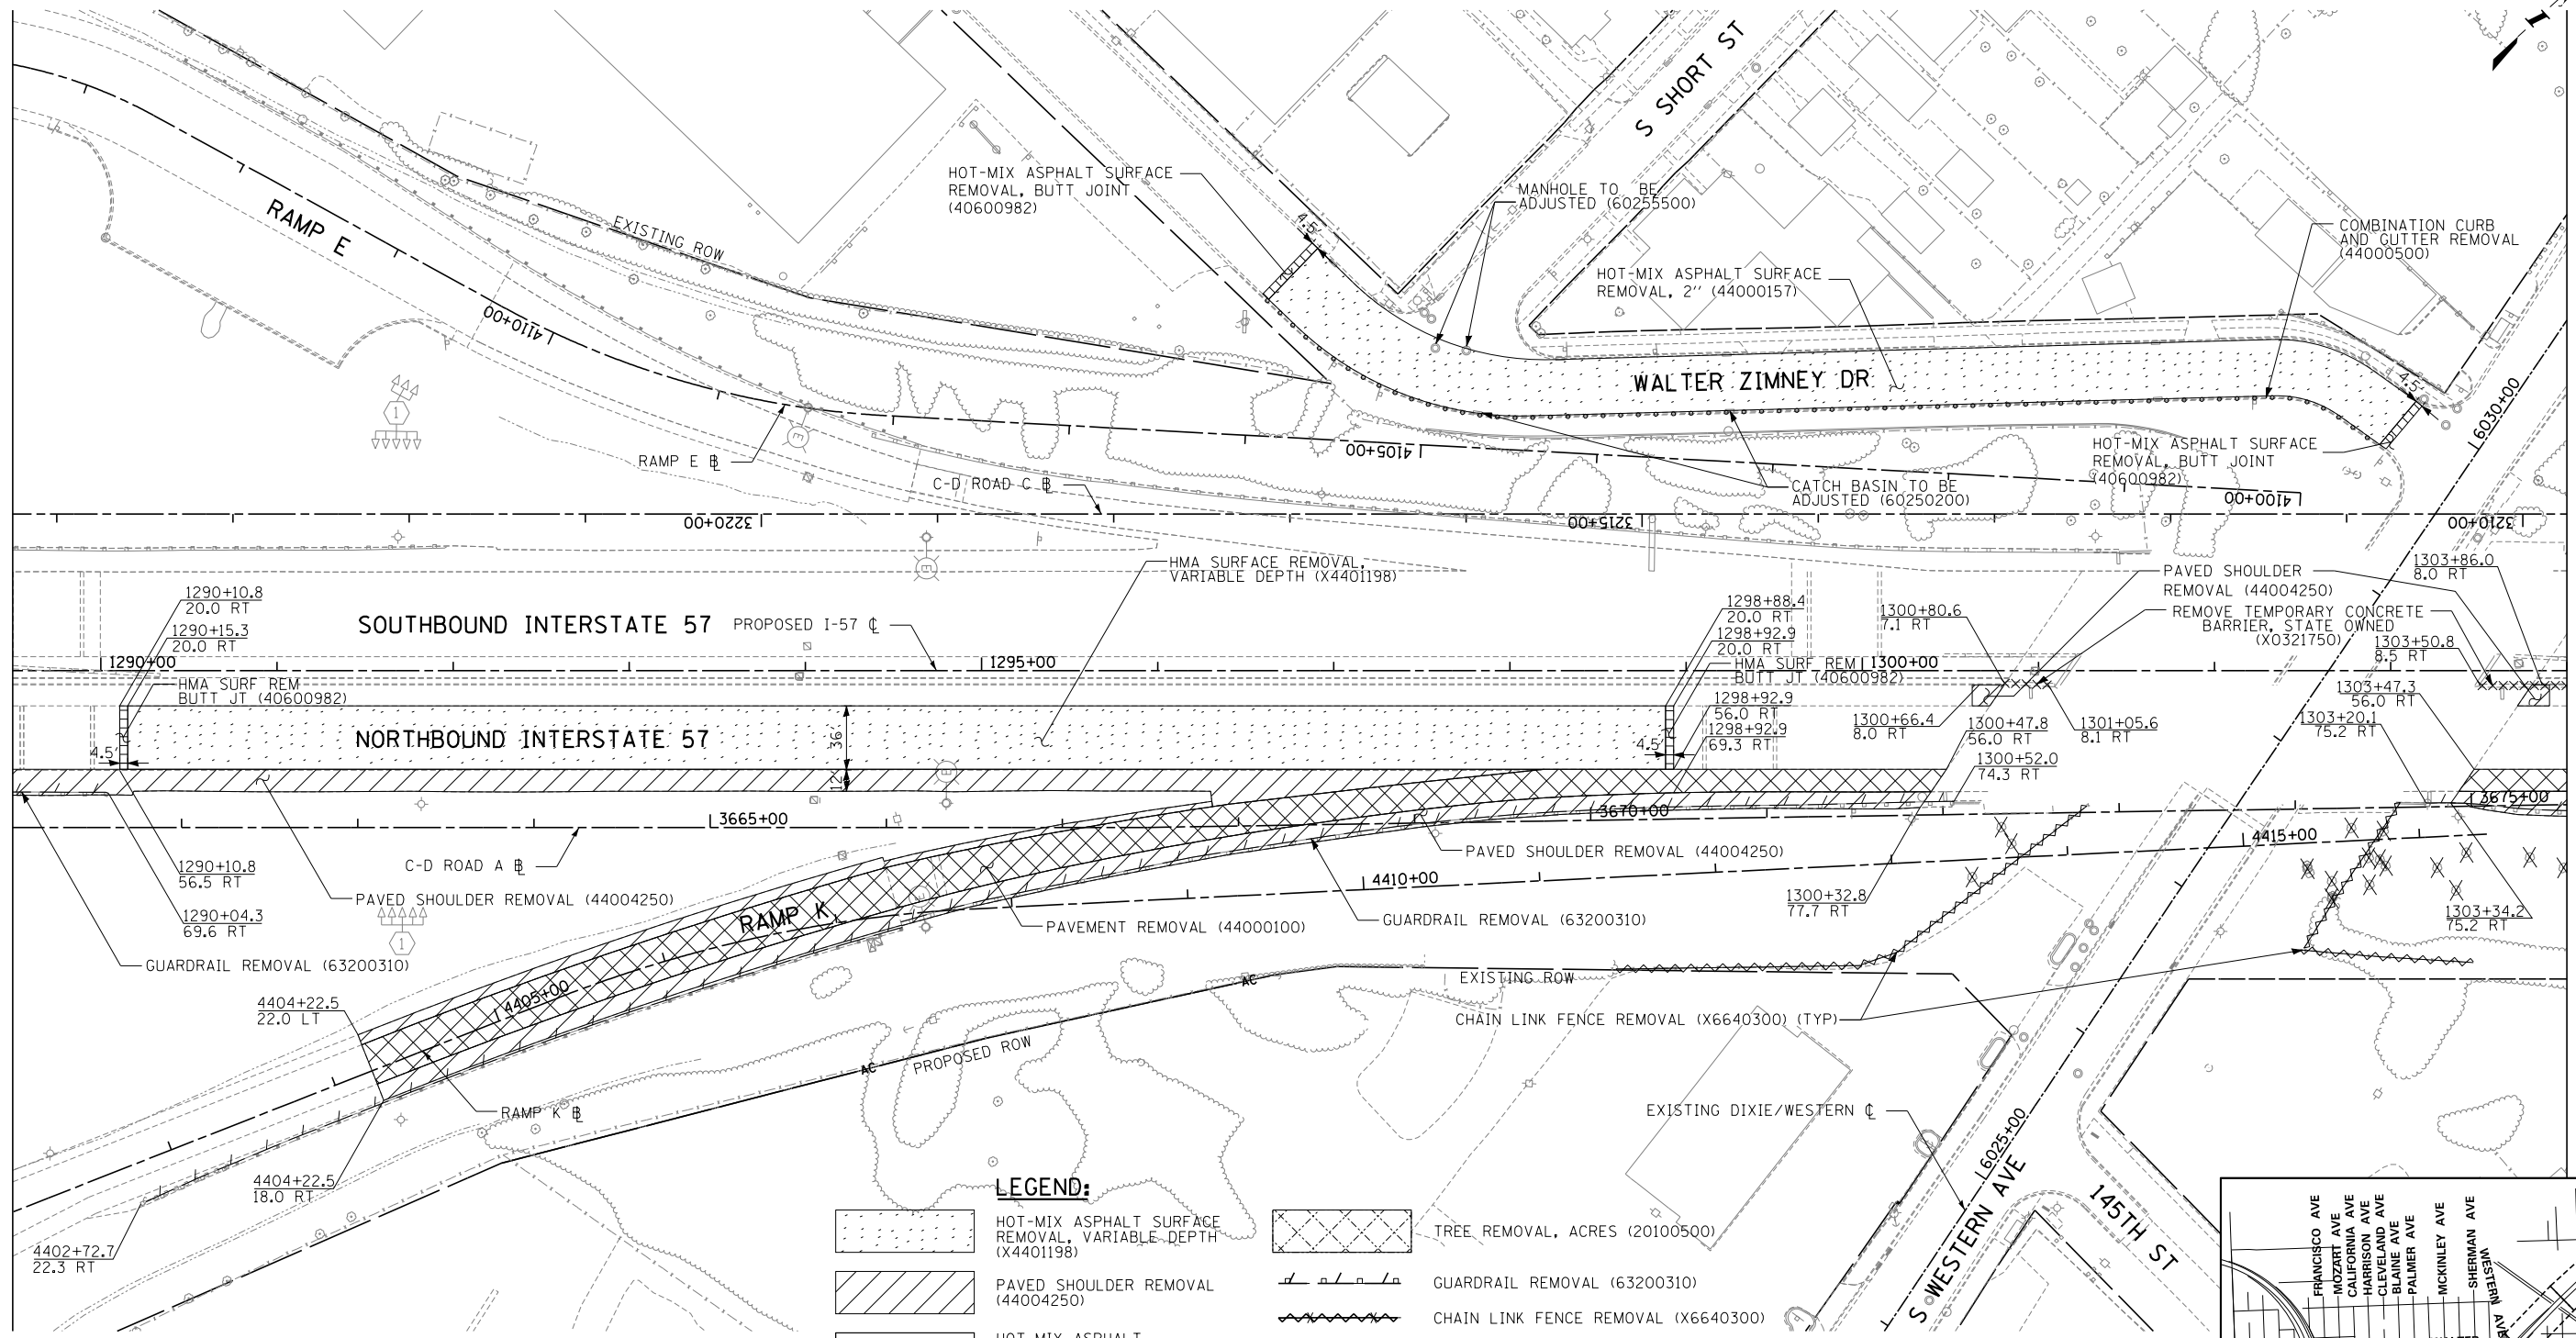 S SHORT ST
HOT-MIX ASPHALT SURFACE
REMOVAL, BUTT JOINT
(40600982)
MANHOLE TO BE
ADJUSTED (60255500)
RAMP E
EXISTING ROW
4.5'
COMBINATION CURB
AND GUTTER REMOVAL
(44000500)
HOT-MIX ASPHALT SURFACE
REMOVAL, 2'' (44000157)
4110+00
WALTER ZIMNEY DR
4.5'
6030+00
1
3
RAMP E BL
4105+00
HOT-MIX ASPHALT SURFACE
REMOVAL, BUTT JOINT
(40600982)
C-D ROAD C BL
CATCH BASIN TO BE
ADJUSTED (60250200)
4100+00
3220+00
3215+00
3210+00
HMA SURFACE REMOVAL,
VARIABLE DEPTH (X4401198)
1303+86.0
8.0 RT
PAVED SHOULDER
REMOVAL (44004250)
1290+10.8
20.0 RT
1290+15.3
20.0 RT
SOUTHBOUND INTERSTATE 57
PROPOSED I-57 CL
1298+88.4
20.0 RT
1298+92.9
20.0 RT
1300+80.6
7.1 RT
REMOVE TEMPORARY CONCRETE
BARRIER, STATE OWNED
(X0321750)
1303+50.8
8.5 RT
1290+00
1295+00
1300+00
HMA SURF REM
BUTT JT (40600982)
HMA SURF REM
BUTT JT (40600982)
1303+47.3
56.0 RT
1298+92.9
56.0 RT
1298+92.9
69.3 RT
1300+66.4
8.0 RT
1300+47.8
56.0 RT
1301+05.6
8.1 RT
1303+20.1
75.2 RT
NORTHBOUND INTERSTATE 57
36'
4.5'
4.5'
12'
1300+52.0
74.3 RT
3665+00
3670+00
3675+00
C-D ROAD A BL
1290+10.8
56.5 RT
PAVED SHOULDER REMOVAL (44004250)
PAVED SHOULDER REMOVAL (44004250)
4415+00
4410+00
1300+32.8
77.7 RT
1290+04.3
69.6 RT
1
RAMP K
PAVEMENT REMOVAL (44000100)
GUARDRAIL REMOVAL (63200310)
1303+34.2
75.2 RT
GUARDRAIL REMOVAL (63200310)
4404+22.5
22.0 LT
4405+00
AC
EXISTING ROW
CHAIN LINK FENCE REMOVAL (X6640300) (TYP)
AC
PROPOSED ROW
RAMP K BL
EXISTING DIXIE/WESTERN CL
6025+00
4404+22.5
18.0 RT
S WESTERN AVE
145TH ST
4402+72.7
22.3 RT
LEGEND:
HOT-MIX ASPHALT SURFACE
REMOVAL, VARIABLE DEPTH
(X4401198)
TREE REMOVAL, ACRES (20100500)
PAVED SHOULDER REMOVAL
(44004250)
GUARDRAIL REMOVAL (63200310)
CHAIN LINK FENCE REMOVAL (X6640300)
HOT-MIX ASPHALT
FRANCISCO AVE
MOZART AVE
CALIFORNIA AVE
HARRISON AVE
CLEVELAND AVE
BLAINE AVE
PALMER AVE
MCKINLEY AVE
SHERMAN AVE
WESTERN AVE